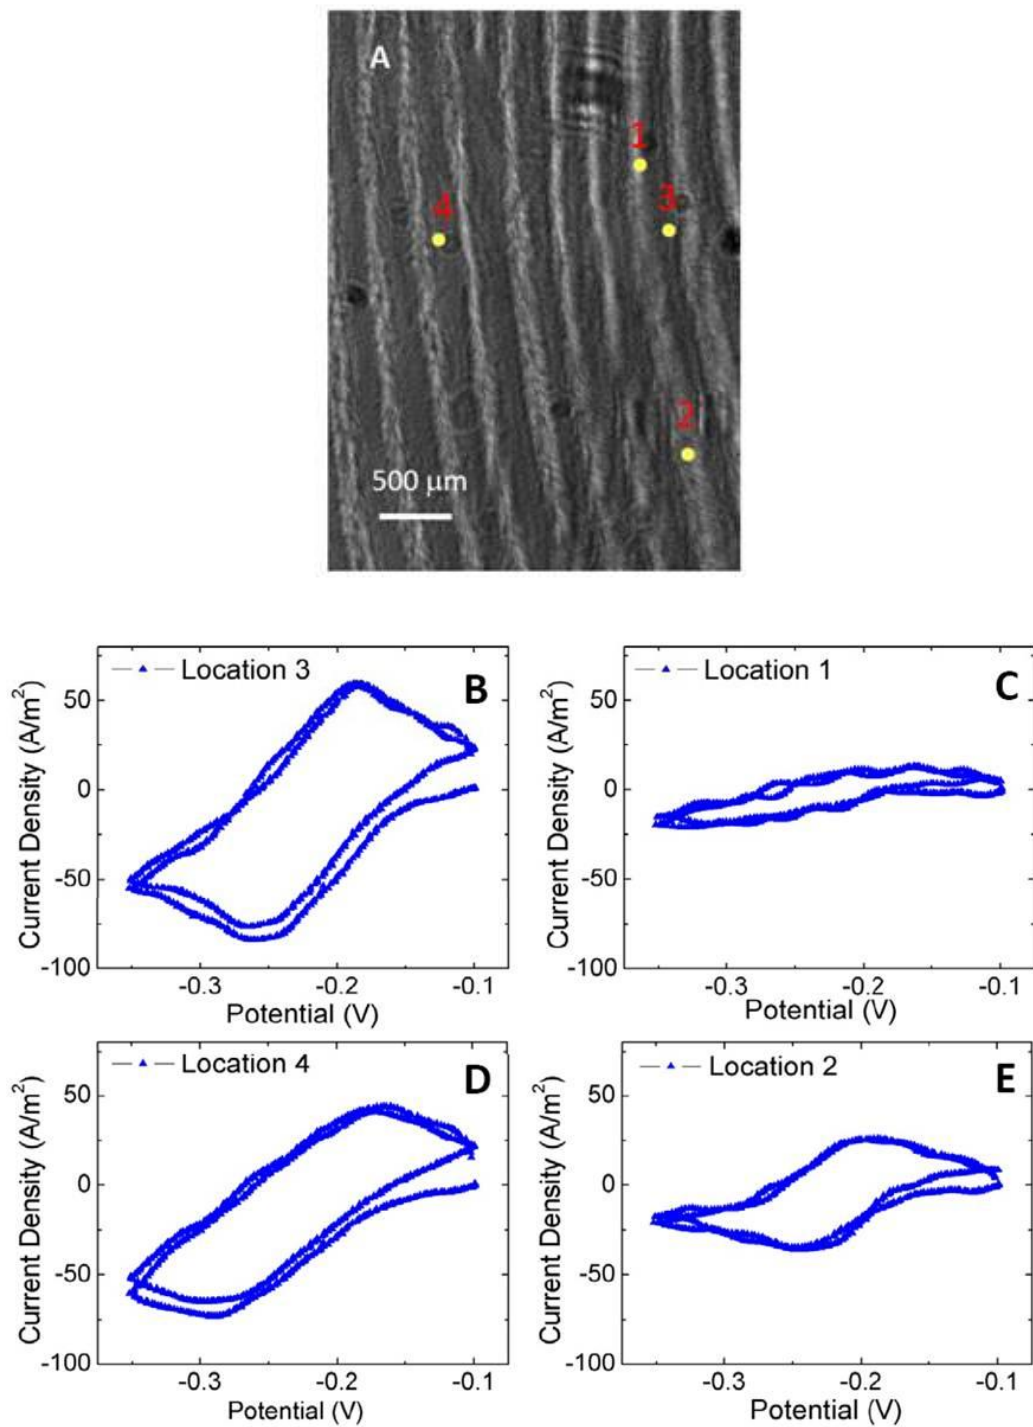 A
1
3
4
2
500 μm
Location 3
B
50
0
-50
-100
-0.3
-0.2
-0.1
Current Density (A/m²)
Potential (V)
Location 1
C
50
0
-50
-100
-0.3
-0.2
-0.1
Current Density (A/m²)
Potential (V)
Location 4
D
50
0
-50
-100
-0.3
-0.2
-0.1
Current Density (A/m²)
Potential (V)
Location 2
E
50
0
-50
-100
-0.3
-0.2
-0.1
Current Density (A/m²)
Potential (V)